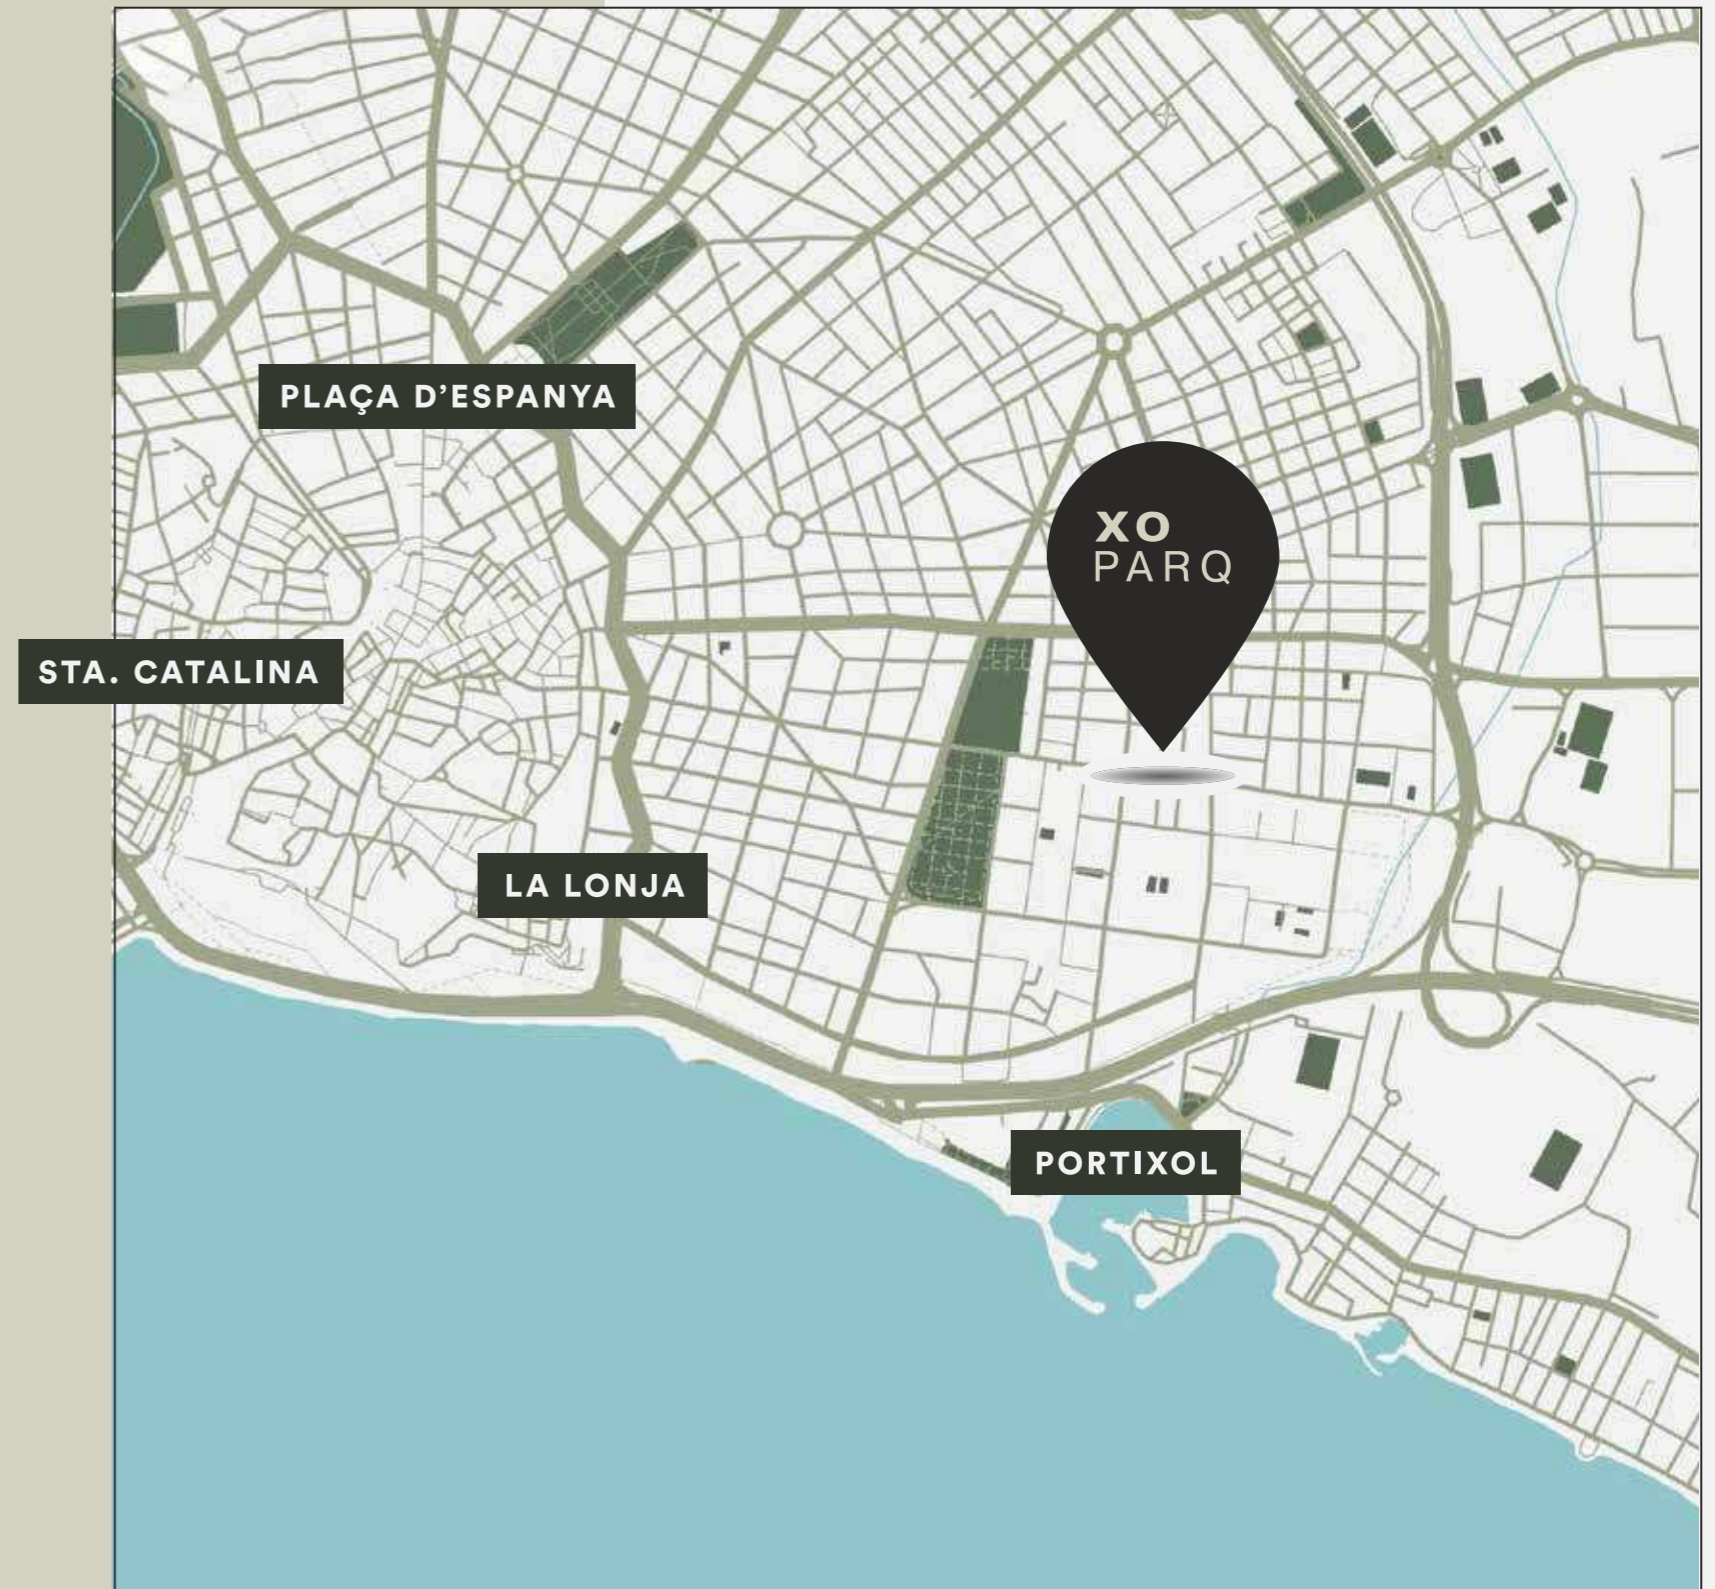 PLAÇA D’ESPANYA
XO
PARQ
STA. CATALINA
LA LONJA
PORTIXOL